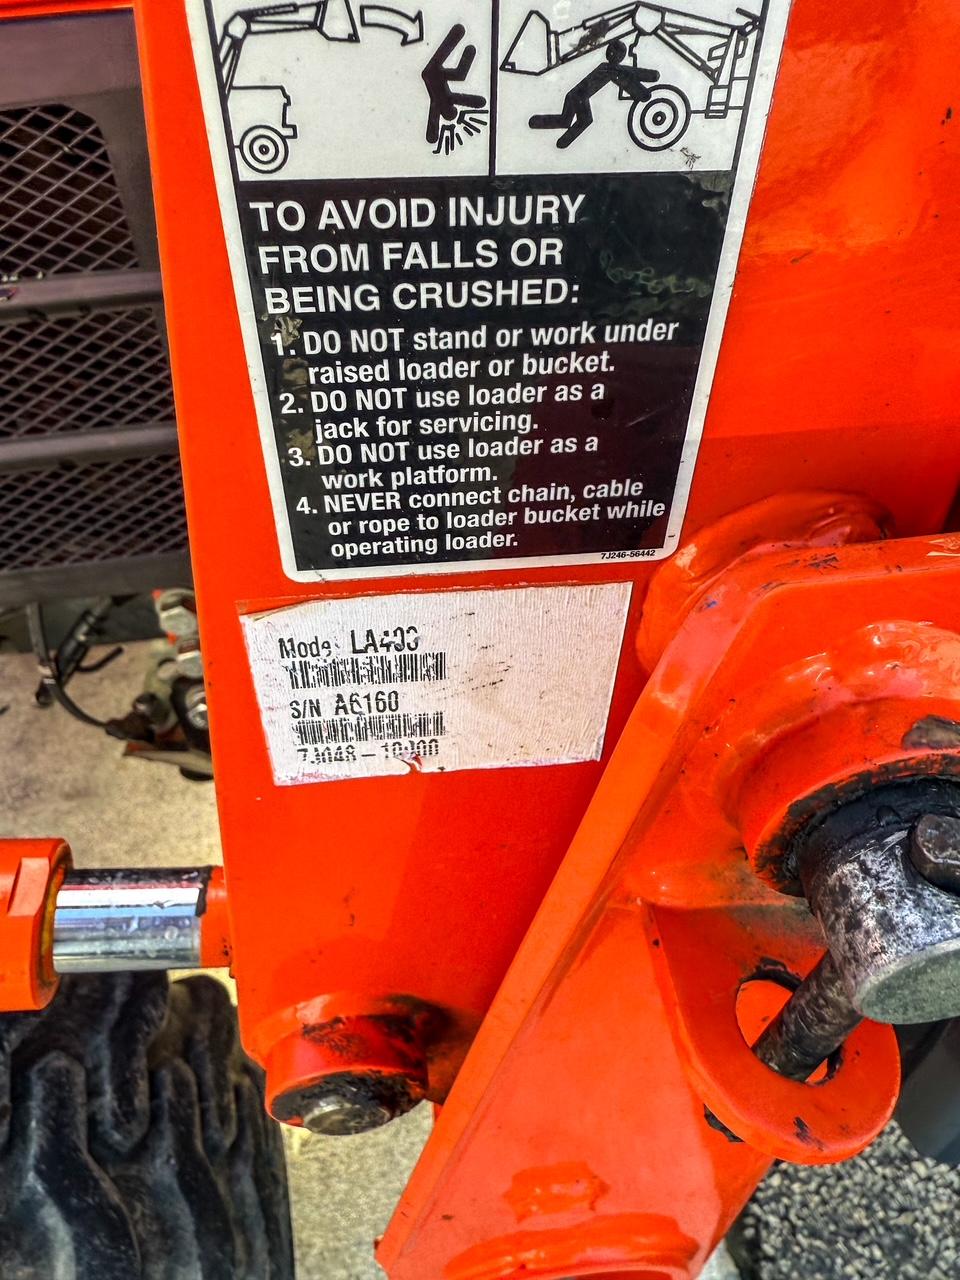 TO AVOID INJURY
FROM FALLS OR
BEING CRUSHED:
1. DO NOT stand or work under
raised loader or bucket.
2. DO NOT use loader as a
jack for servicing.
3. DO NOT use loader as a
work platform.
4. NEVER connect chain, cable
or rope to loader bucket while
operating loader.
7J246-56442
Model
S/N A6160